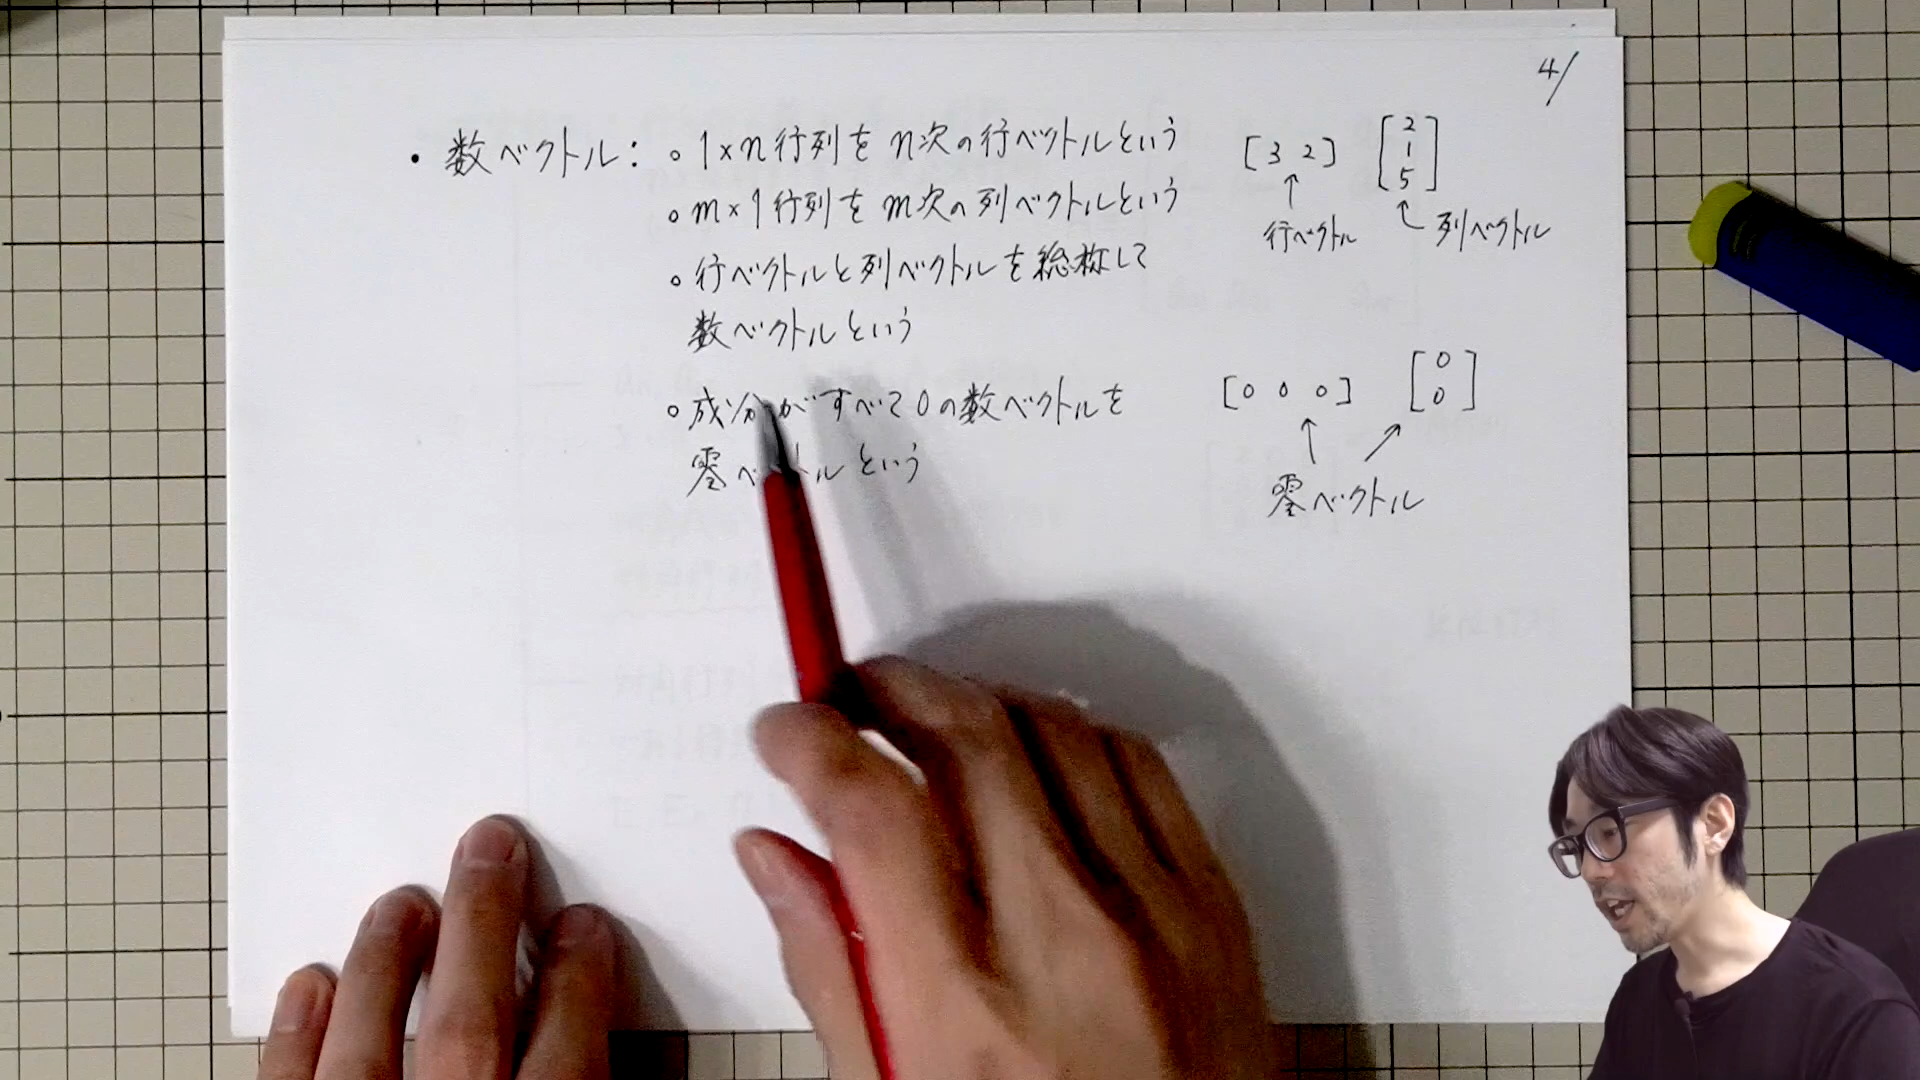 4/
・数ベクトル：○ 1×n行列をn次の行ベクトルという
○ m×1行列をm次の列ベクトルという
○ 行ベクトルと列ベクトルを総称して
数ベクトルという
[3 2]
行ベクトル
[2
1
5]
列ベクトル
○ 成分がすべて0の数ベクトルを
零ベクトルという
[0 0 0]
[0
0]
零ベクトル